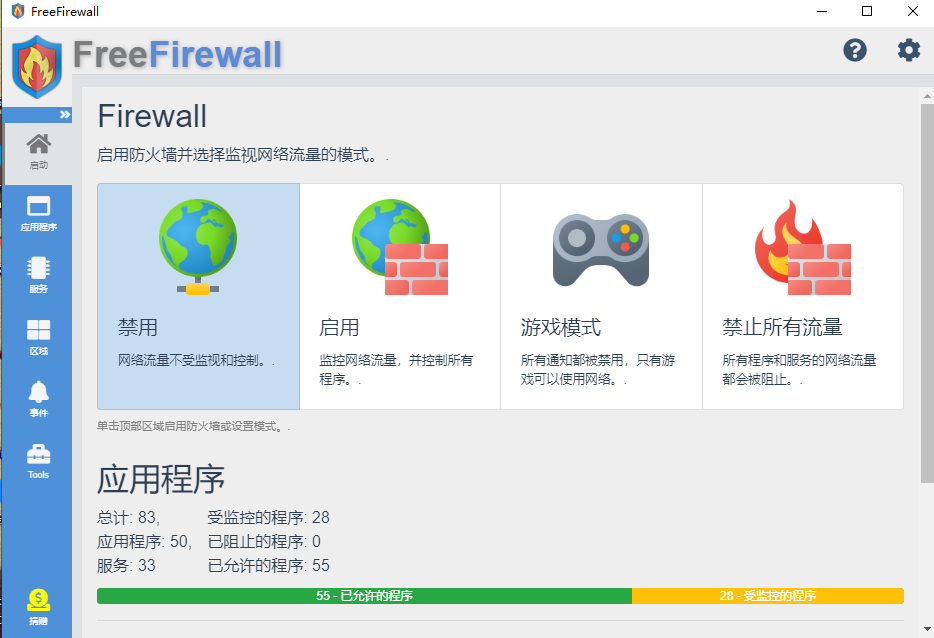 FreeFirewall
FreeFirewall
Firewall
启用防火墙并选择监视网络流量的模式。.
启动
应用程序
服务
区域
事件
Tools
捐赠
禁用
网络流量不受监视和控制。.
启用
监控网络流量，并控制所有
程序。.
游戏模式
所有通知都被禁用，只有游
戏可以使用网络。.
禁止所有流量
所有程序和服务的网络流量
都会被阻止。.
单击顶部区域启用防火墙或设置模式。.
应用程序
总计: 83, 受监控的程序: 28
应用程序: 50, 已阻止的程序: 0
服务: 33 已允许的程序: 55
55 - 已允许的程序 28 - 受监控的程序